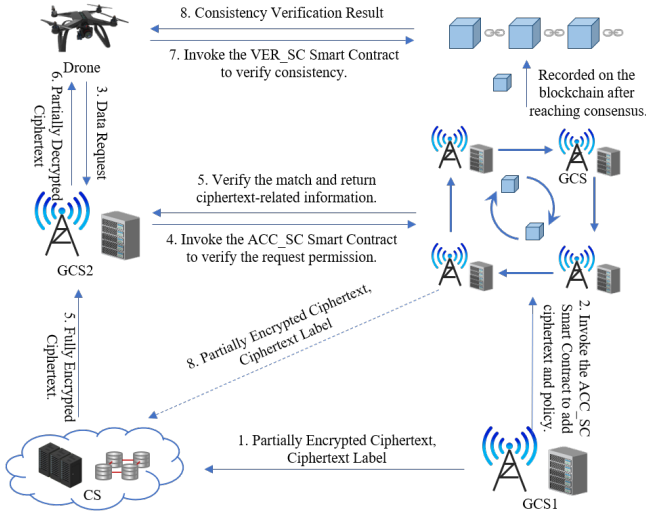 8. Consistency Verification Result
7. Invoke the VER_SC Smart Contract
to verify consistency.
Drone
Recorded on the
blockchain after
reaching consensus.
6. Partially Decrypted
Ciphertext
3. Data Request
GCS
5. Verify the match and return
ciphertext-related information.
4. Invoke the ACC_SC Smart Contract
to verify the request permission.
GCS2
5. Fully Encrypted
Ciphertext.
8. Partially Encrypted Ciphertext,
Ciphertext Label
2. Invoke the ACC_SC
Smart Contract to add
ciphertext and policy.
1. Partially Encrypted Ciphertext,
Ciphertext Label
CS
GCS1